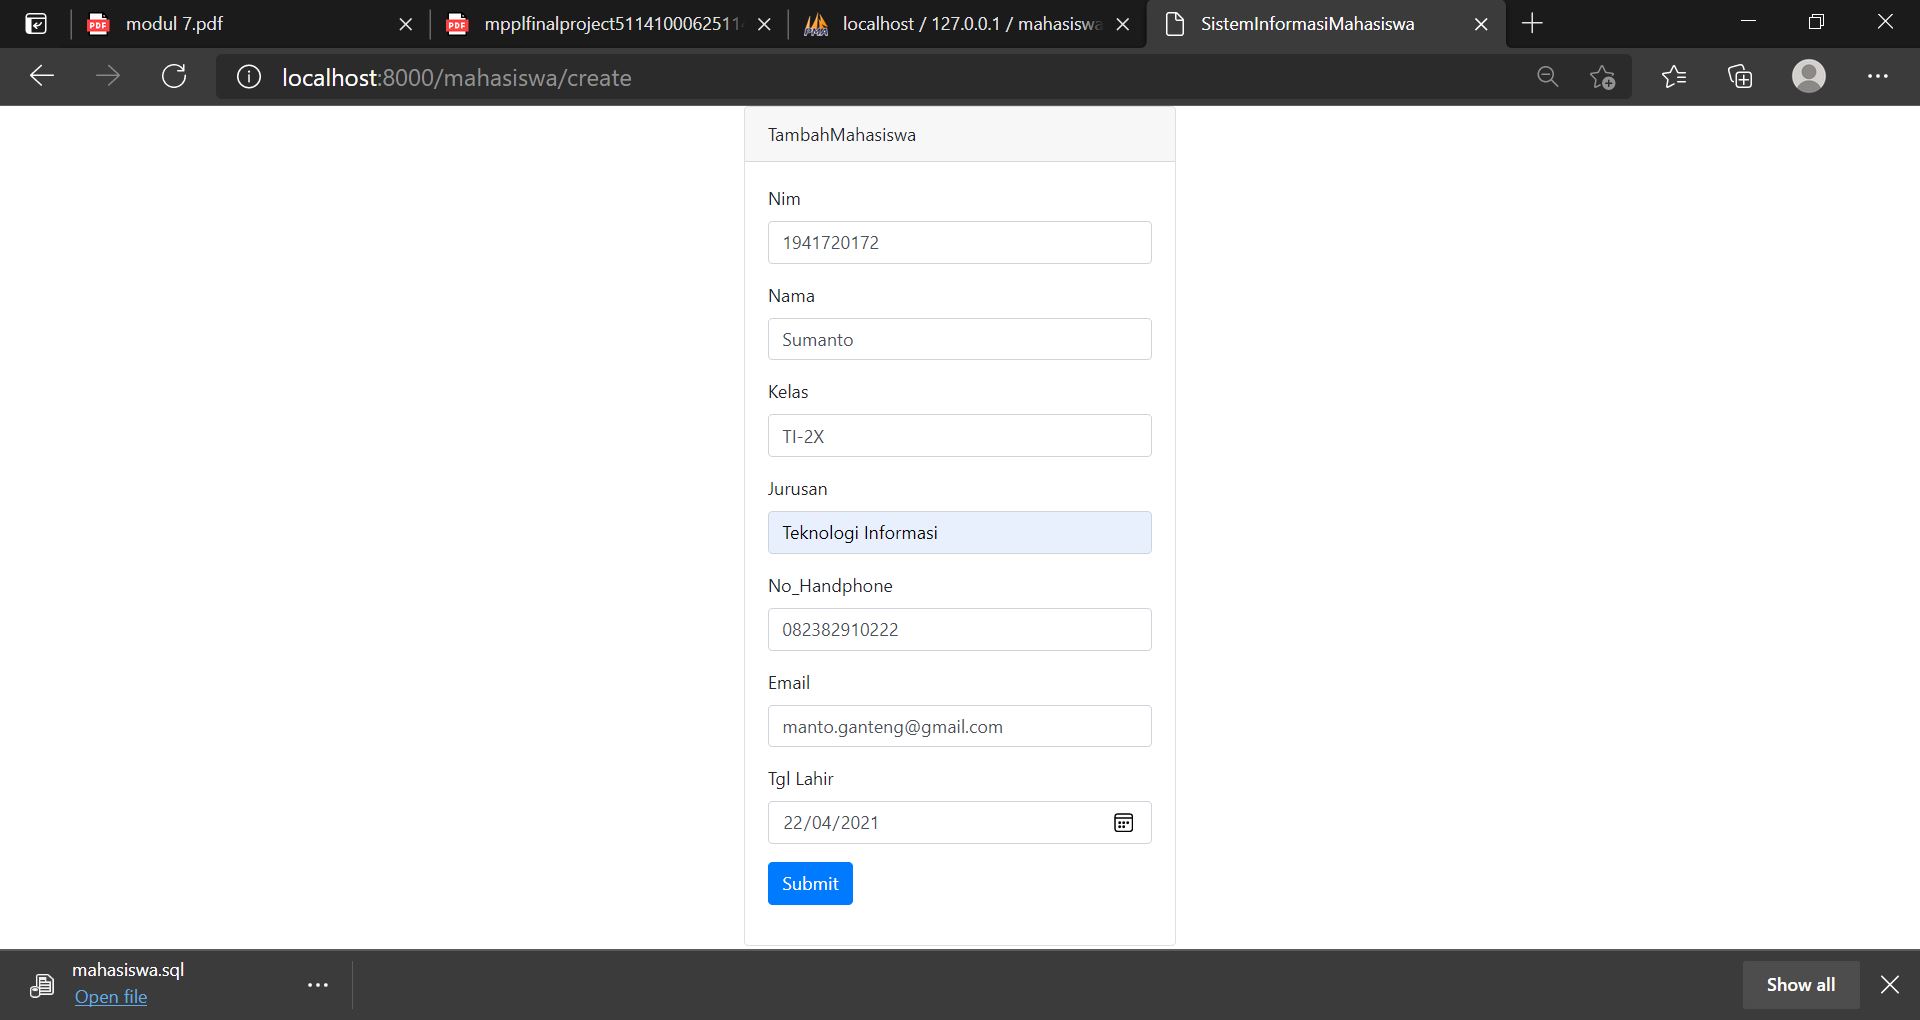 modul 7.pdf
mpplfinalproject5114100062511
localhost / 127.0.0.1 / mahasiswa
SistemInformasiMahasiswa
localhost:8000/mahasiswa/create
TambahMahasiswa
Nim
1941720172
Nama
Sumanto
Kelas
TI-2X
Jurusan
Teknologi Informasi
No_Handphone
082382910222
Email
manto.ganteng@gmail.com
Tgl Lahir
22/04/2021
Submit
mahasiswa.sql
Open file
Show all